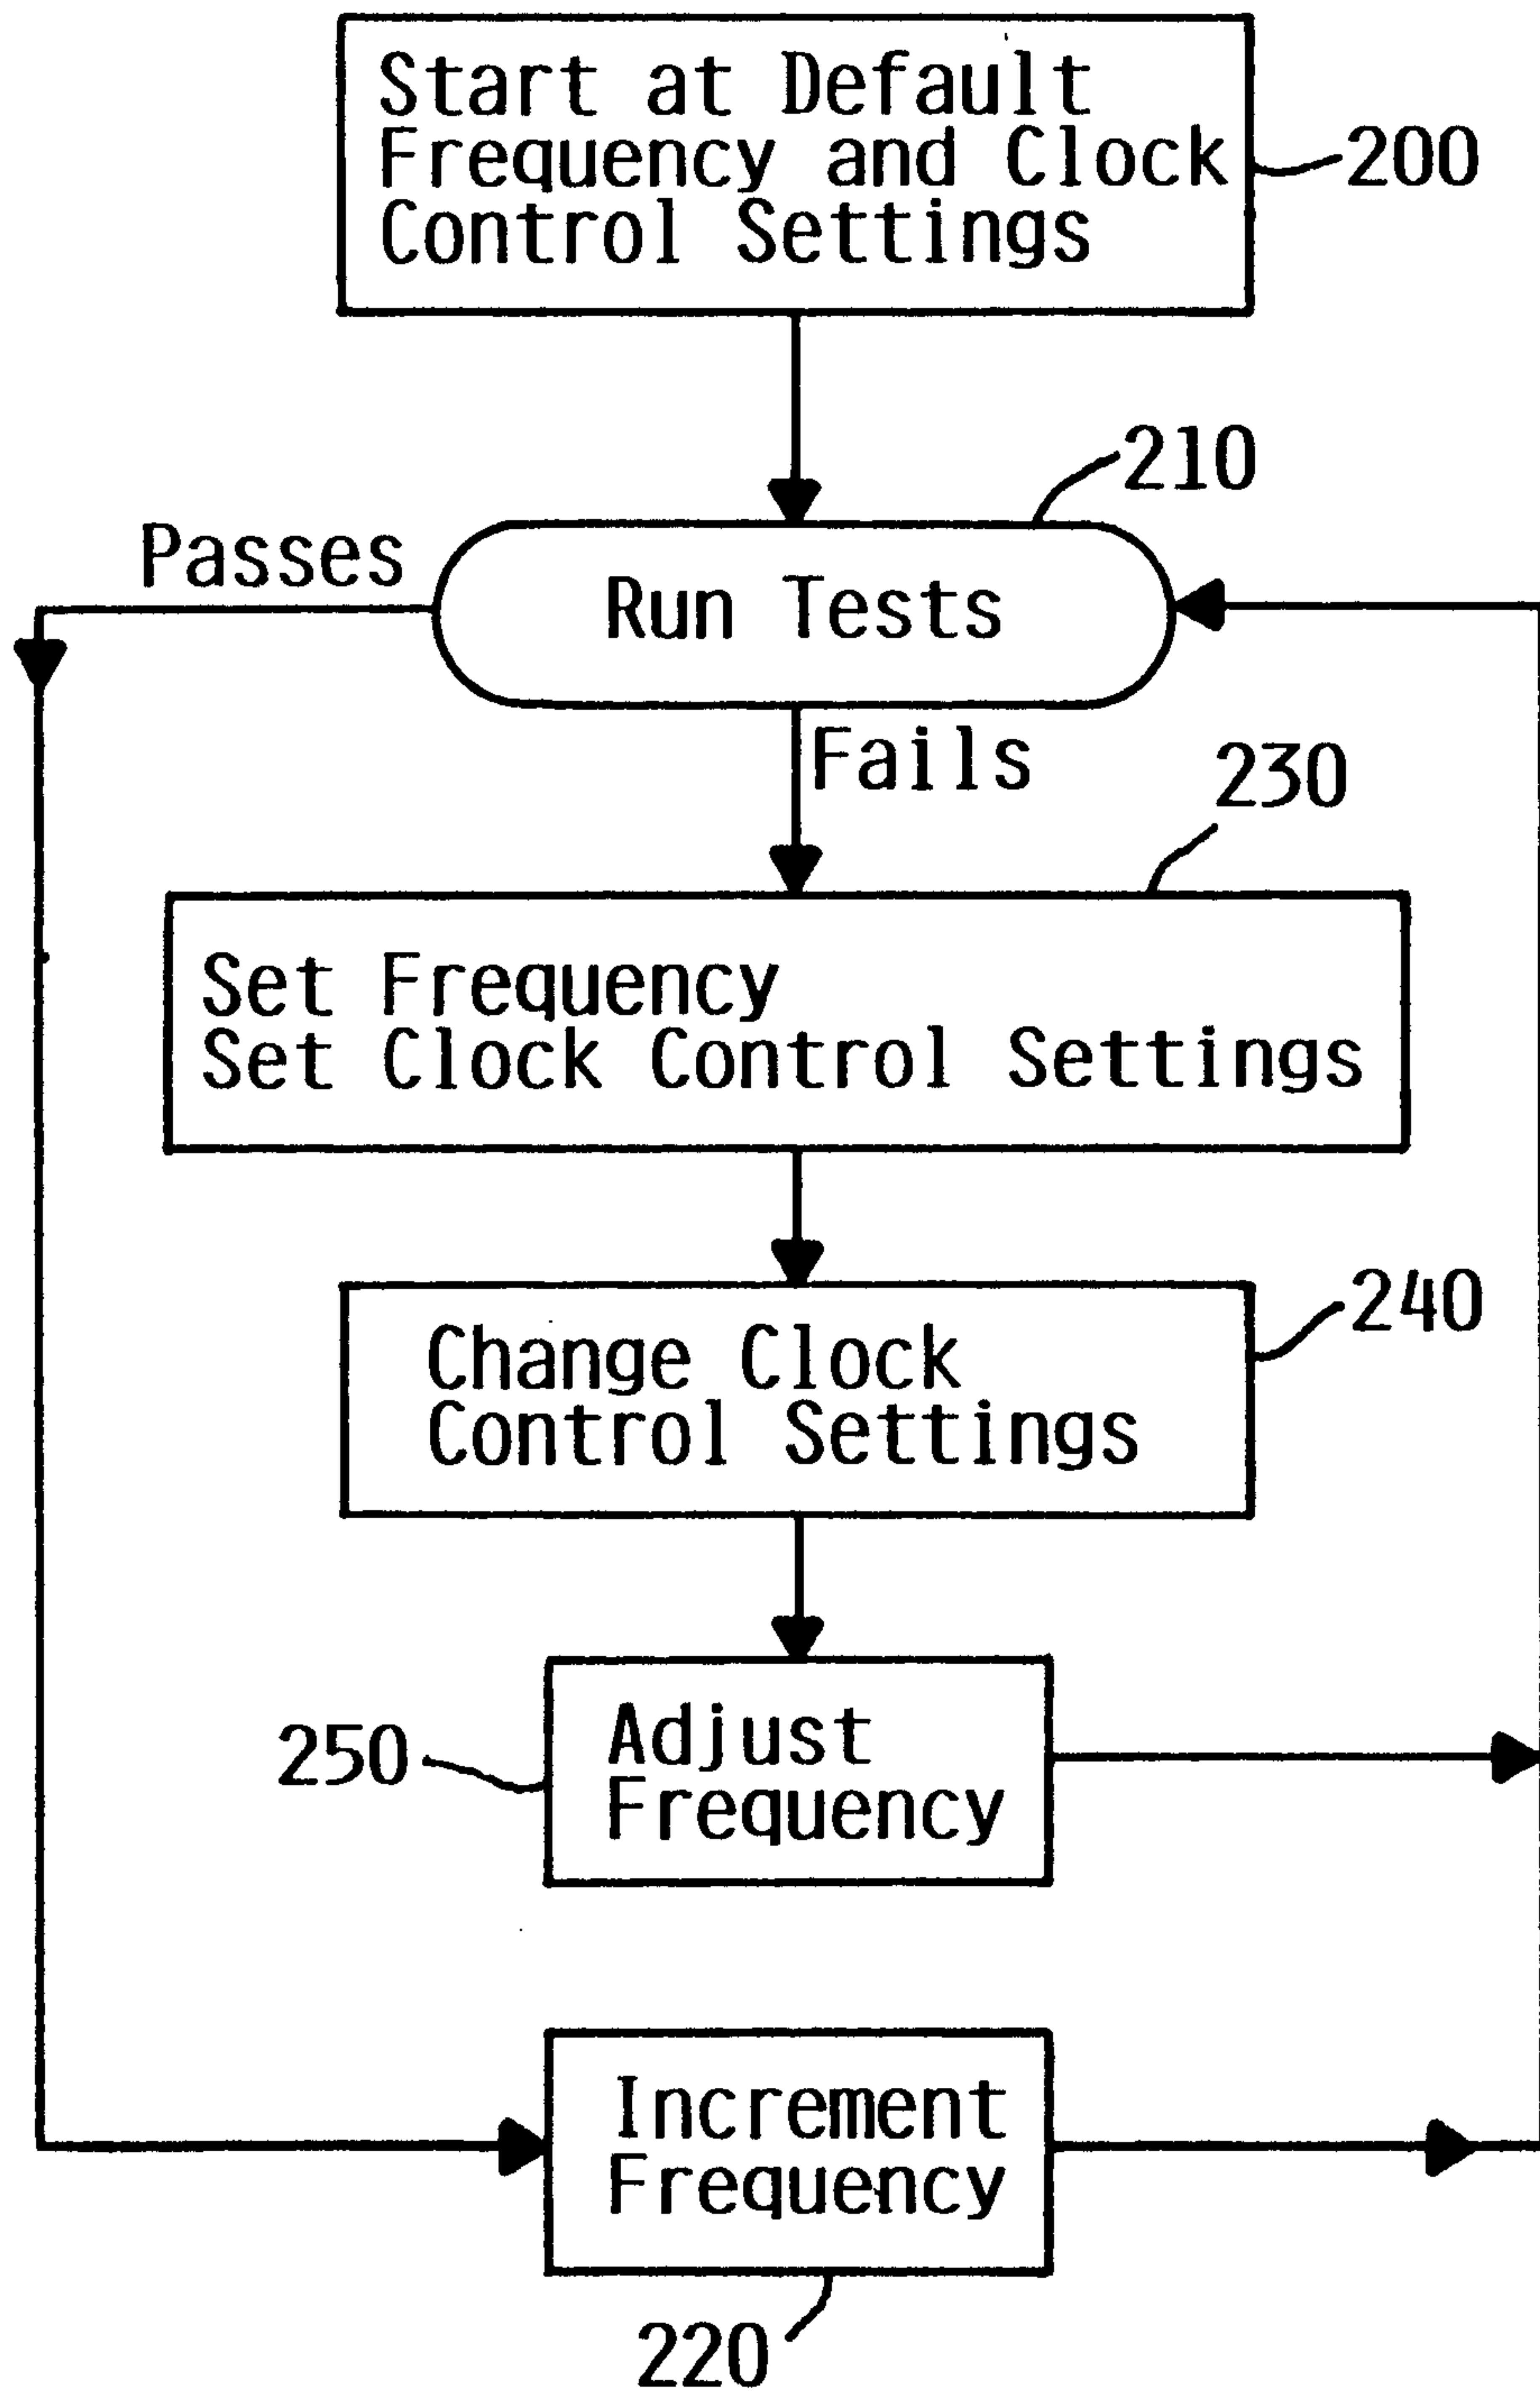 Start at Default
Frequency and Clock
Control Settings
200
210
Passes
Run Tests
Fails
230
Set Frequency
Set Clock Control Settings
240
Change Clock
Control Settings
250
Adjust
Frequency
Increment
Frequency
220